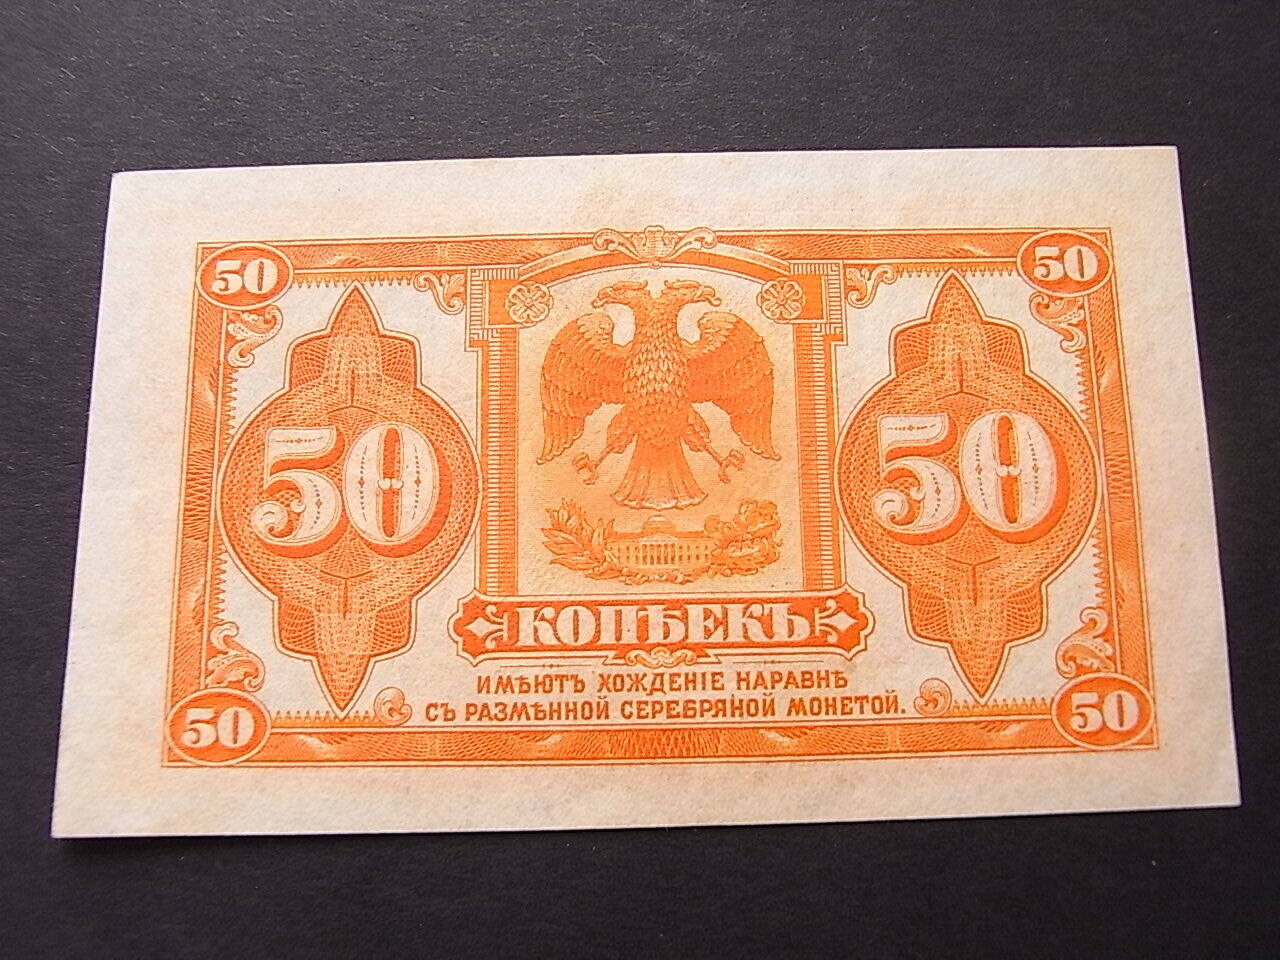 50 50
50 50
КОПѢЕКЪ
ИМѢЮТЪ ХОЖДЕНІЕ НАРАВНѢ
СЪ РАЗМѢННОЙ СЕРЕБРЯНОЙ МОНЕТОЙ.
50 50